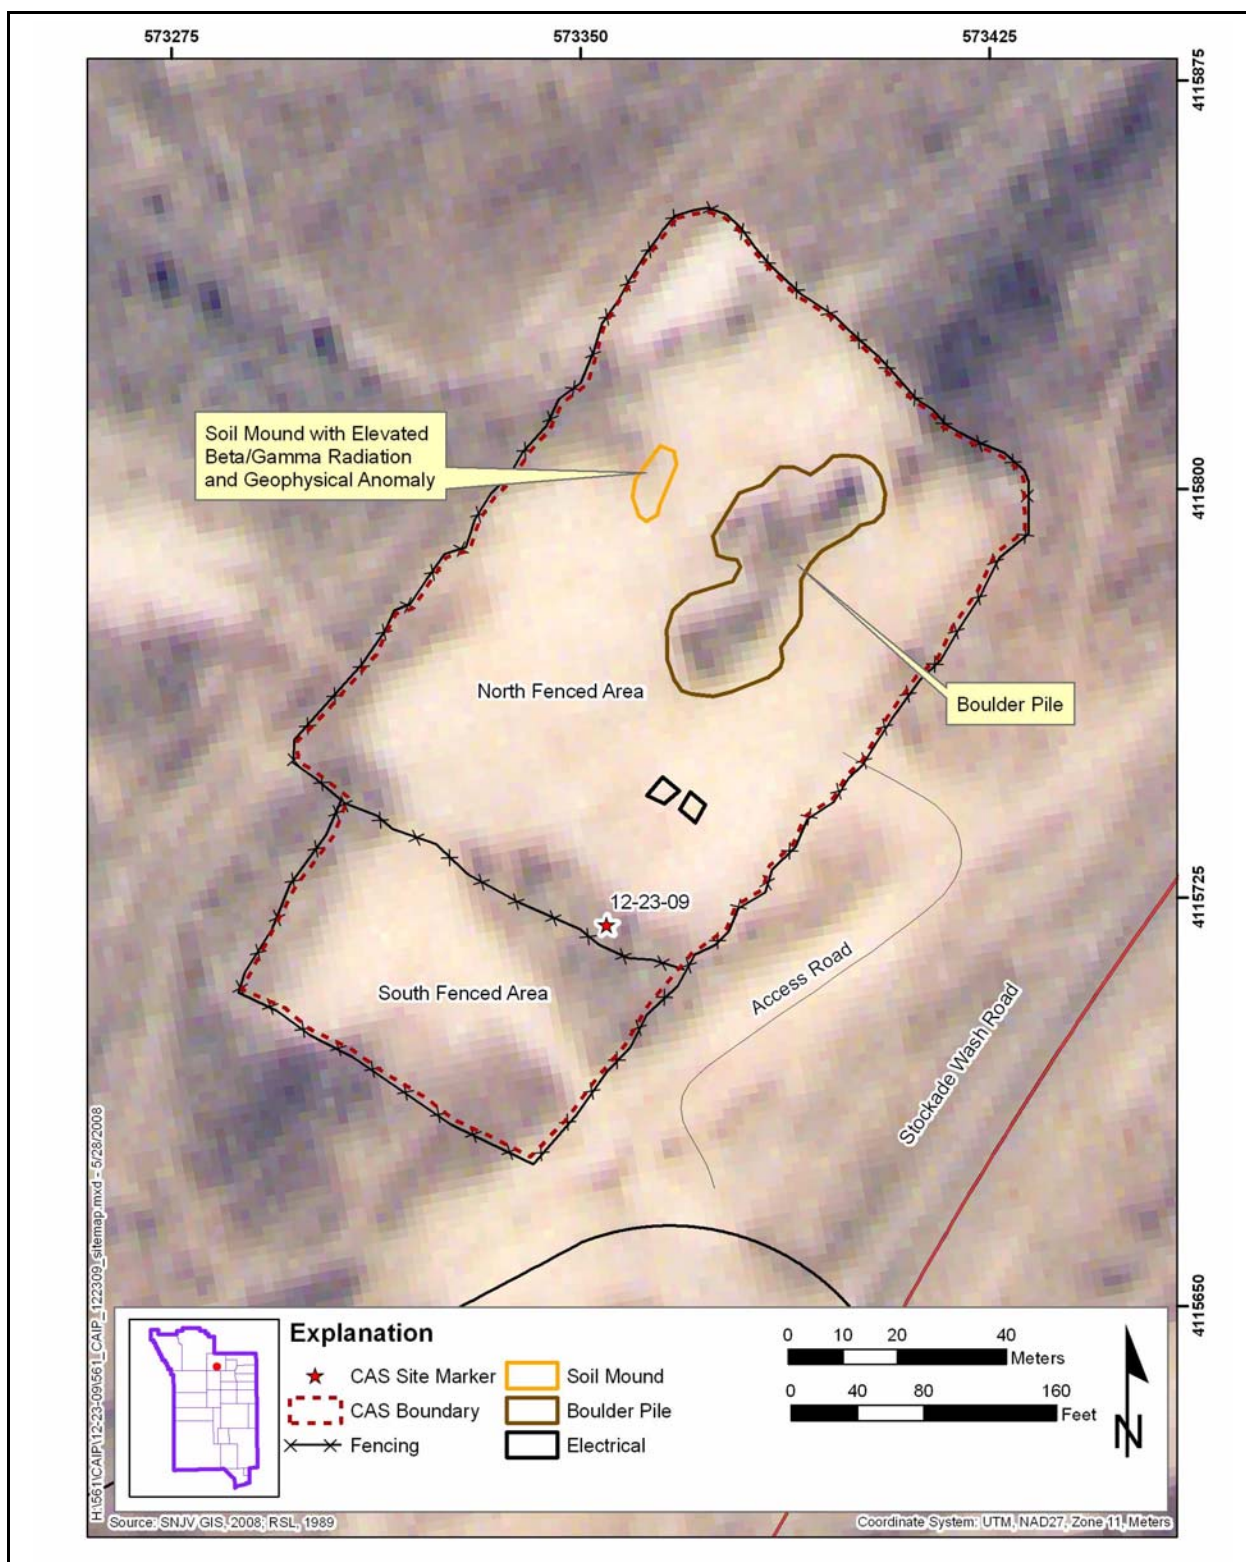 573275
573350
573425
4115875
Soil Mound with Elevated
Beta/Gamma Radiation
and Geophysical Anomaly
4115800
North Fenced Area
Boulder Pile
12-23-09
4115725
South Fenced Area
Access Road
Stockade Wash Road
4115650
H:\561\CAIP\12-23-09\561_CAIP_122309_sitemap.mxd - 5/28/2008
Explanation
CAS Site Marker
CAS Boundary
Fencing
Soil Mound
Boulder Pile
Electrical
0 10 20 40
Meters
0 40 80 160
Feet
N
Source: SNJV GIS, 2008; RSL, 1989
Coordinate System: UTM, NAD27, Zone 11, Meters